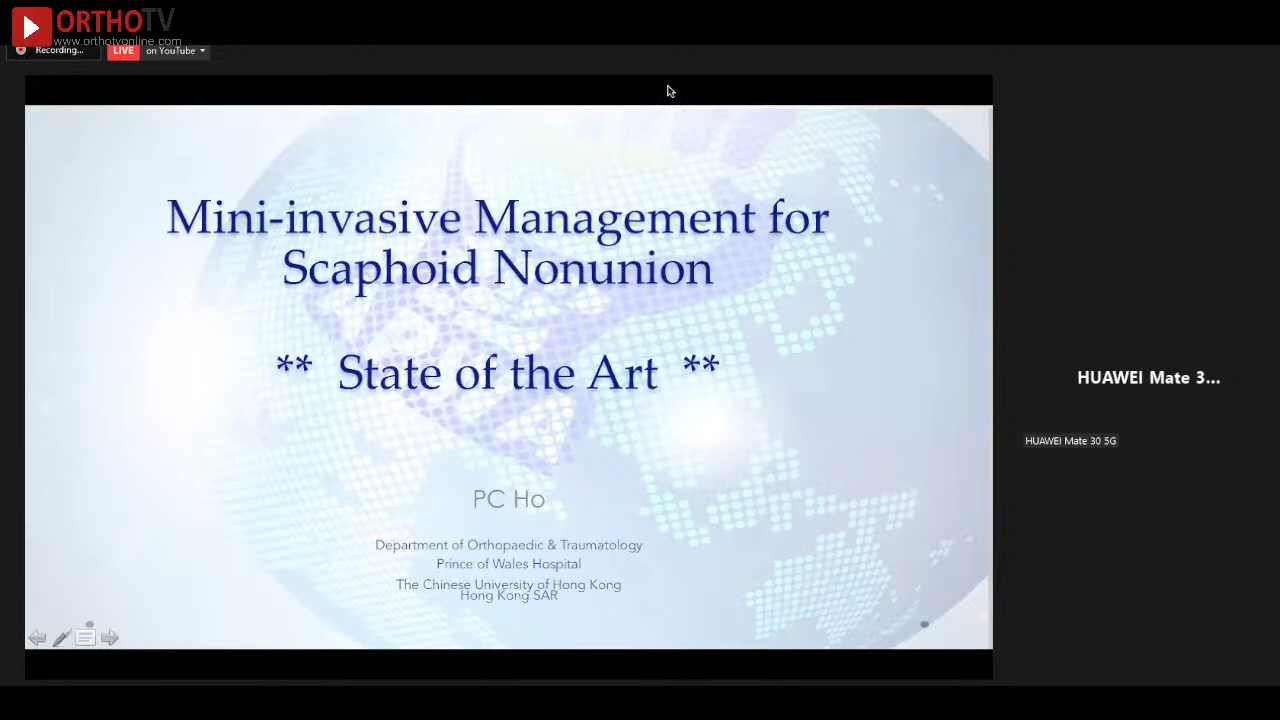 ORTHOTV
www.orthotvonline.com
Recording...
LIVE on YouTube
Mini-invasive Management for
Scaphoid Nonunion
** State of the Art **
HUAWEI Mate 3...
HUAWEI Mate 30 5G
PC Ho
Department of Orthopaedic & Traumatology
Prince of Wales Hospital
The Chinese University of Hong Kong
Hong Kong SAR